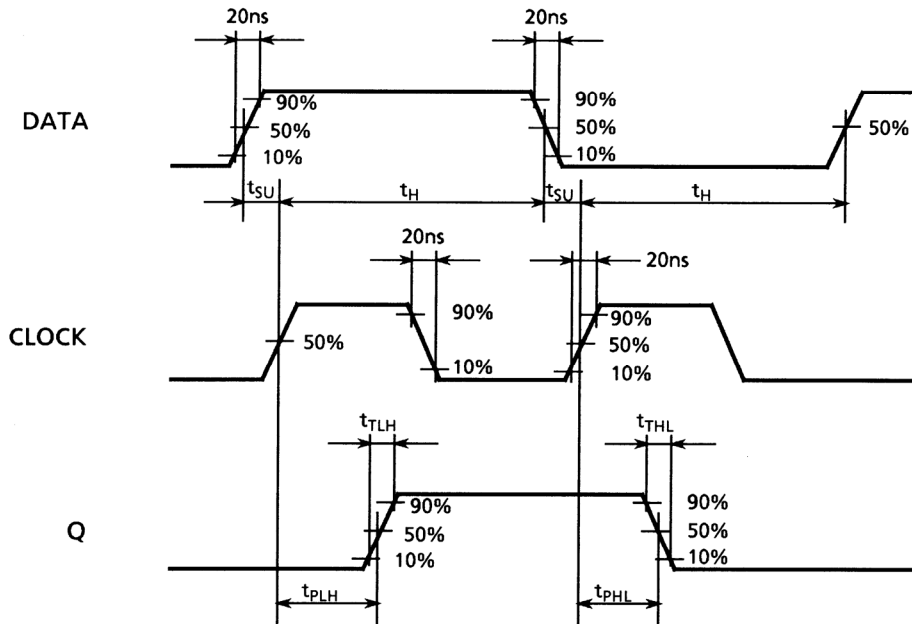 20ns 20ns
90% 90%
DATA 50% 50% 50%
10% 10%
tSU tH tSU tH
20ns 20ns
90% 90%
CLOCK 50% 50%
10% 10%
tTLH tTHL
90% 90%
Q 50% 50%
10% 10%
tPLH tPHL